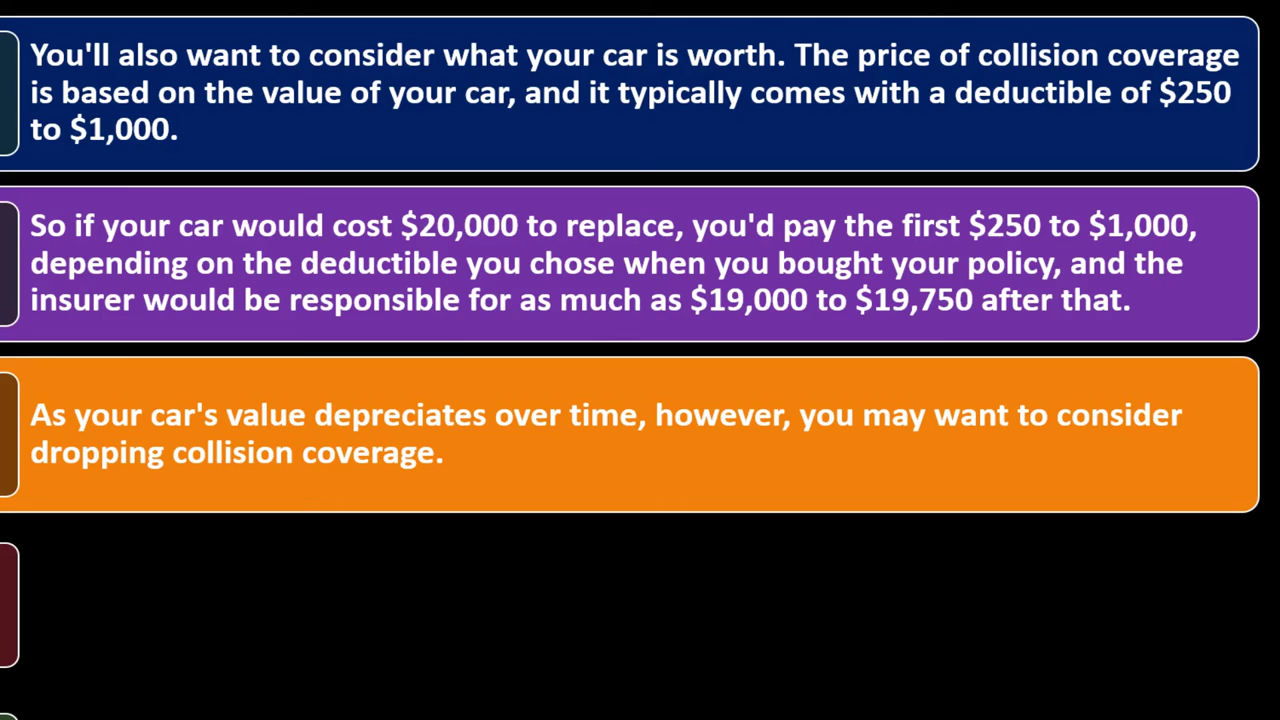 You'll also want to consider what your car is worth. The price of collision coverage
is based on the value of your car, and it typically comes with a deductible of $250
to $1,000.
So if your car would cost $20,000 to replace, you'd pay the first $250 to $1,000,
depending on the deductible you chose when you bought your policy, and the
insurer would be responsible for as much as $19,000 to $19,750 after that.
As your car's value depreciates over time, however, you may want to consider
dropping collision coverage.